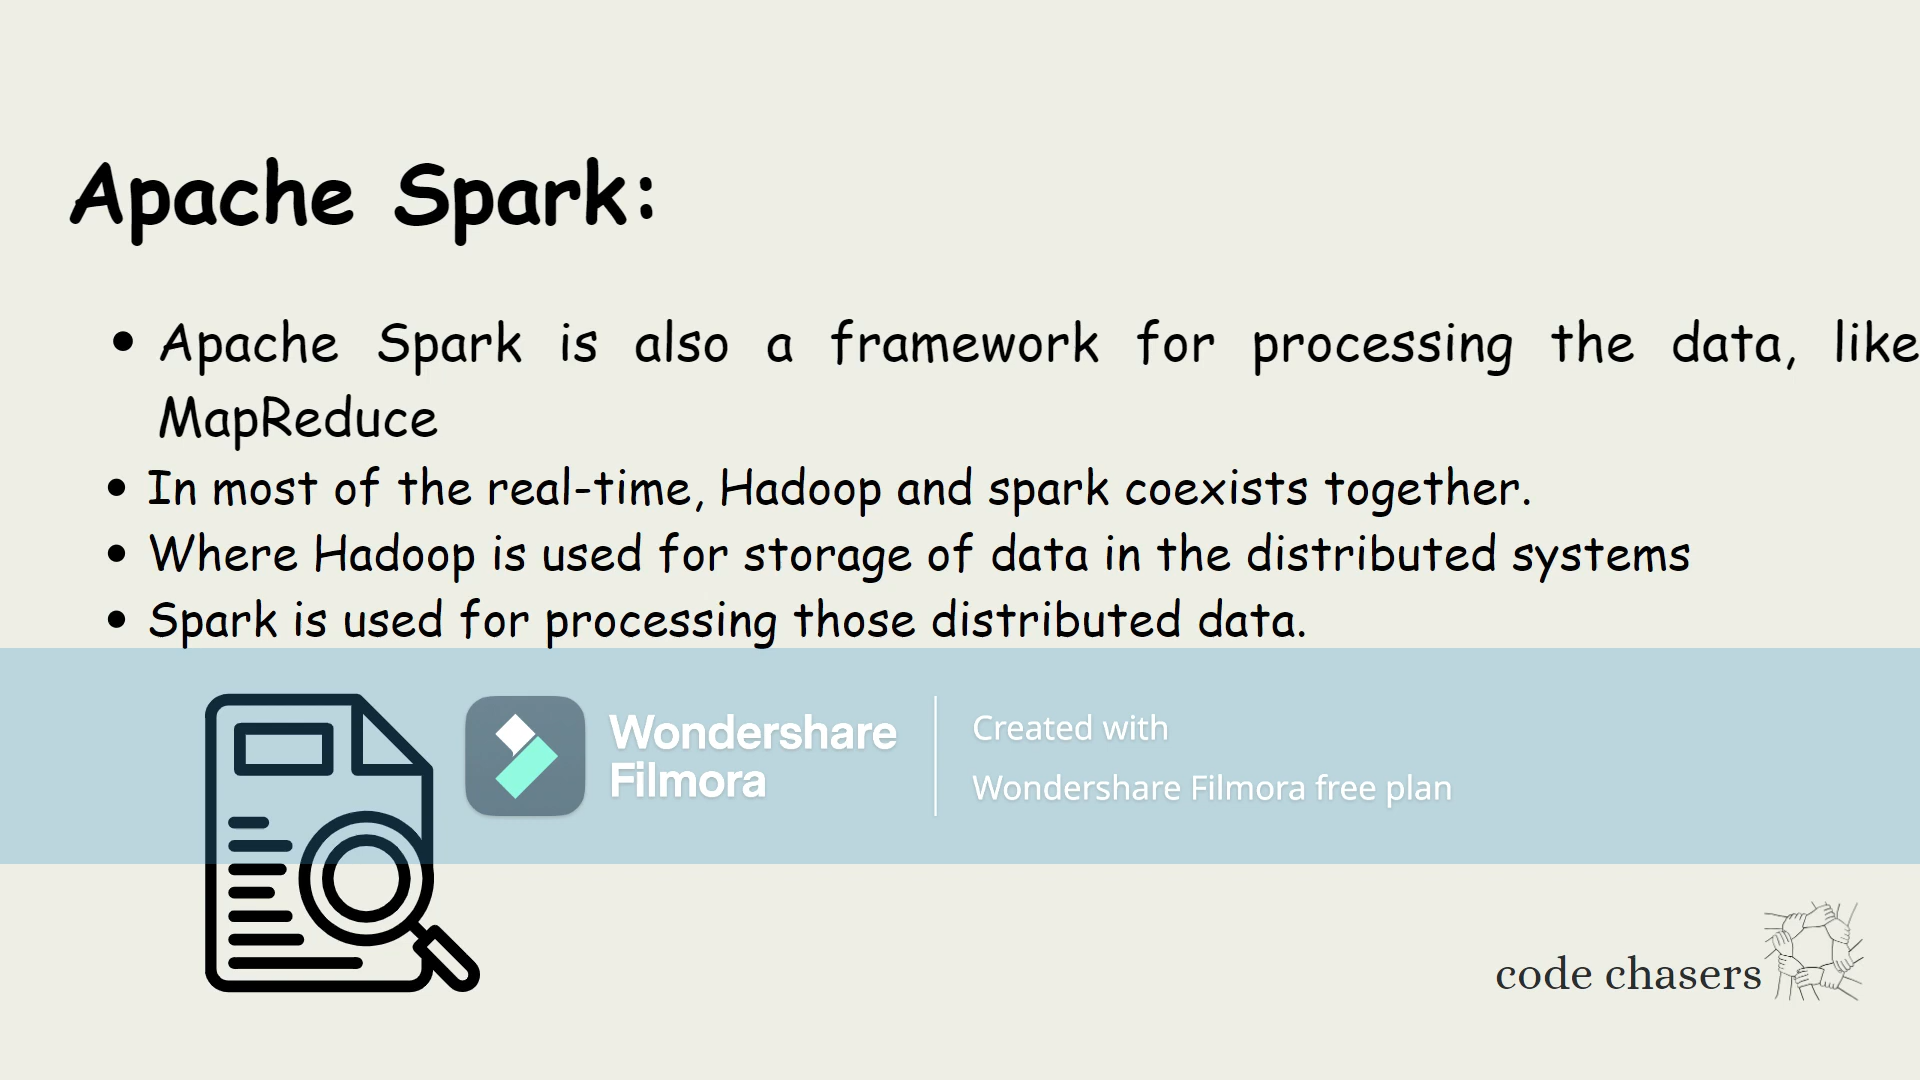 Apache Spark:
• Apache Spark is also a framework for processing the data, like
MapReduce
• In most of the real-time, Hadoop and spark coexists together.
• Where Hadoop is used for storage of data in the distributed systems
• Spark is used for processing those distributed data.
Wondershare
Filmora
Created with
Wondershare Filmora free plan
code chasers